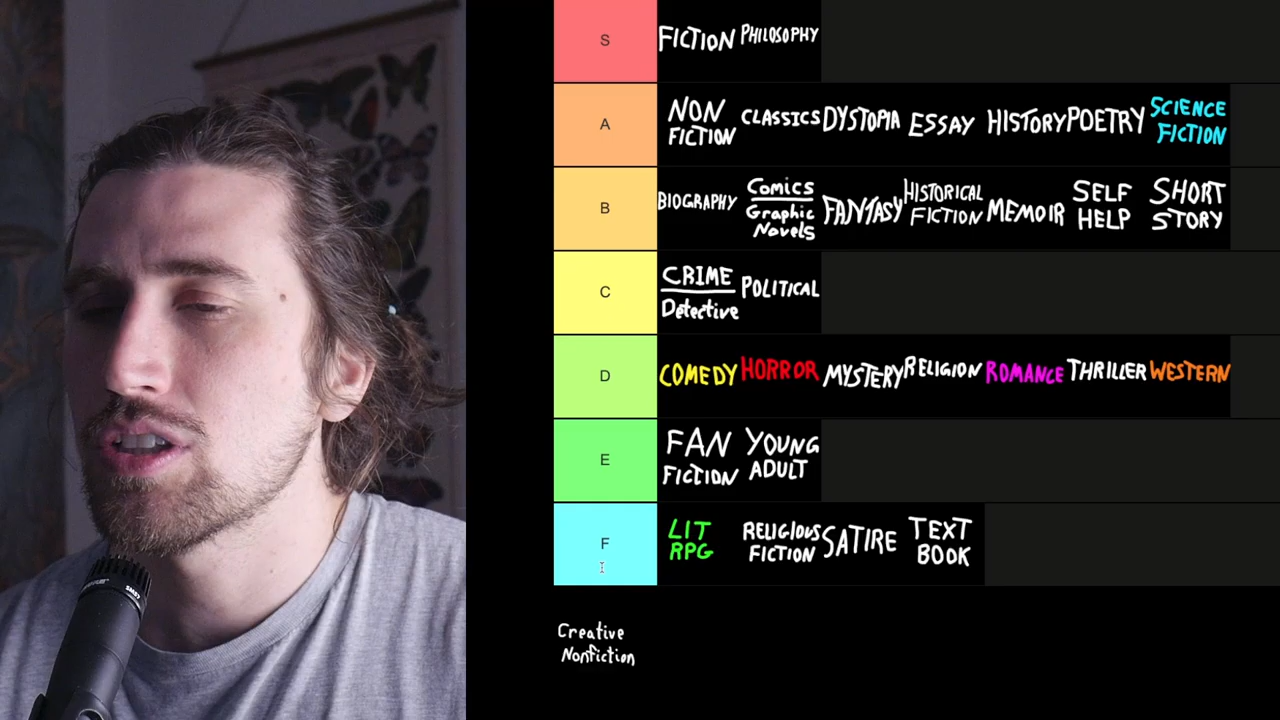 S
FICTION
PHILOSOPHY
A
NON
FICTION
CLASSICS
DYSTOPIA
ESSAY
HISTORY
POETRY
SCIENCE
FICTION
B
BIOGRAPHY
Comics
Graphic
Novels
FANTASY
HISTORICAL
FICTION
MEMOIR
SELF
HELP
SHORT
STORY
C
CRIME
Detective
POLITICAL
D
COMEDY
HORROR
MYSTERY
RELIGION
ROMANCE
THRILLER
WESTERN
E
FAN
FICTION
YOUNG
ADULT
F
LIT
RPG
RELIGIOUS
FICTION
SATIRE
TEXT
BOOK
Creative
Nonfiction